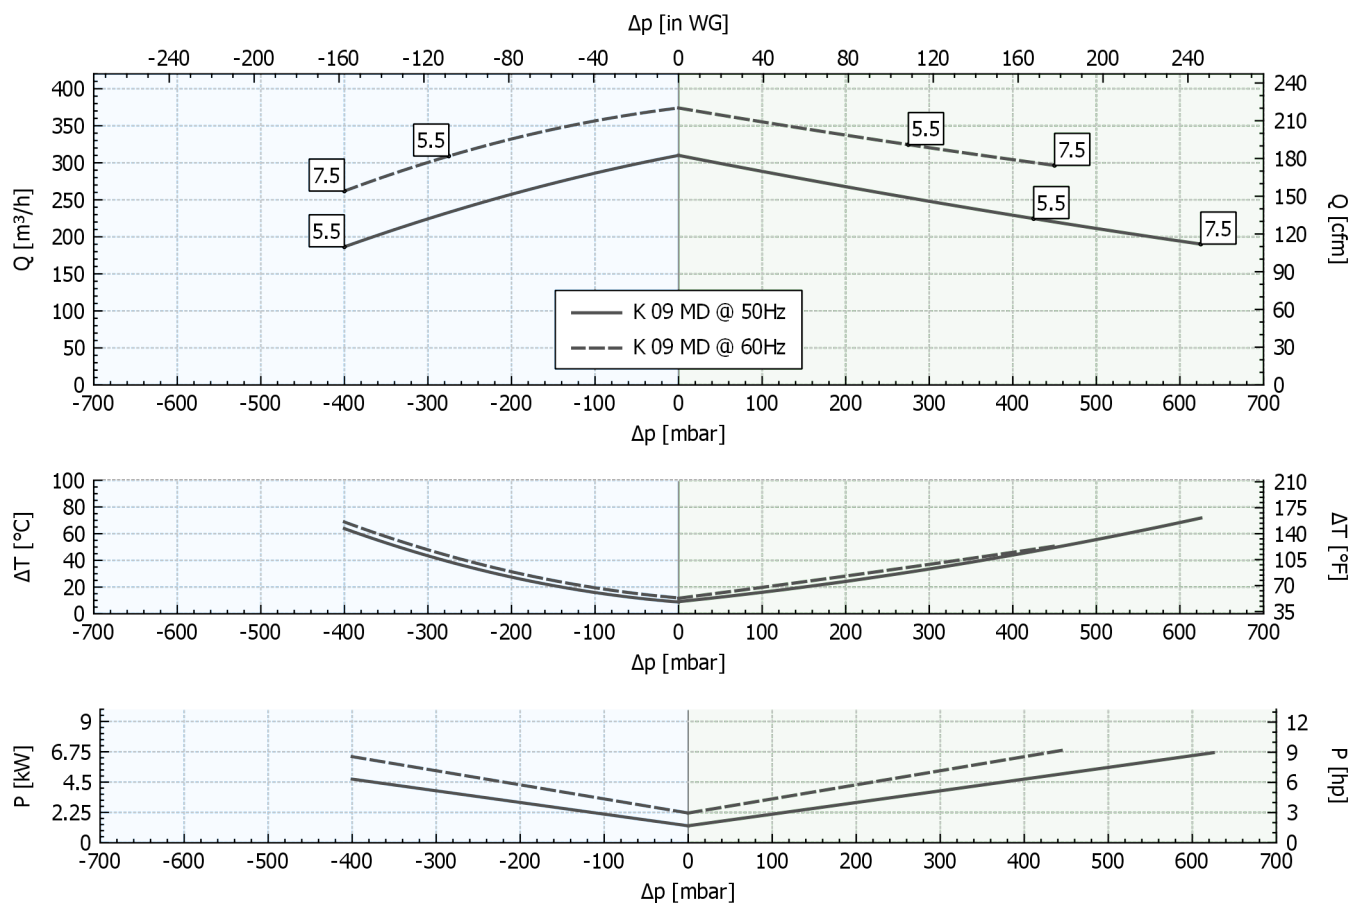 Δp [in WG]
-240 -200 -160 -120 -80 -40 0 40 80 120 160 200 240
400
350
300
250
200
150
100
50
0
Q [m³/h]
240
210
180
150
120
90
60
30
0
Q [cfm]
7.5
5.5
5.5
5.5
7.5
5.5
7.5
K 09 MD @ 50Hz
K 09 MD @ 60Hz
-700 -600 -500 -400 -300 -200 -100 0 100 200 300 400 500 600 700
Δp [mbar]
100
80
60
40
20
0
ΔT [°C]
210
175
140
105
70
35
ΔT [°F]
-700 -600 -500 -400 -300 -200 -100 0 100 200 300 400 500 600 700
Δp [mbar]
9
6.75
4.5
2.25
0
P [kW]
12
9
6
3
0
P [hp]
-700 -600 -500 -400 -300 -200 -100 0 100 200 300 400 500 600 700
Δp [mbar]